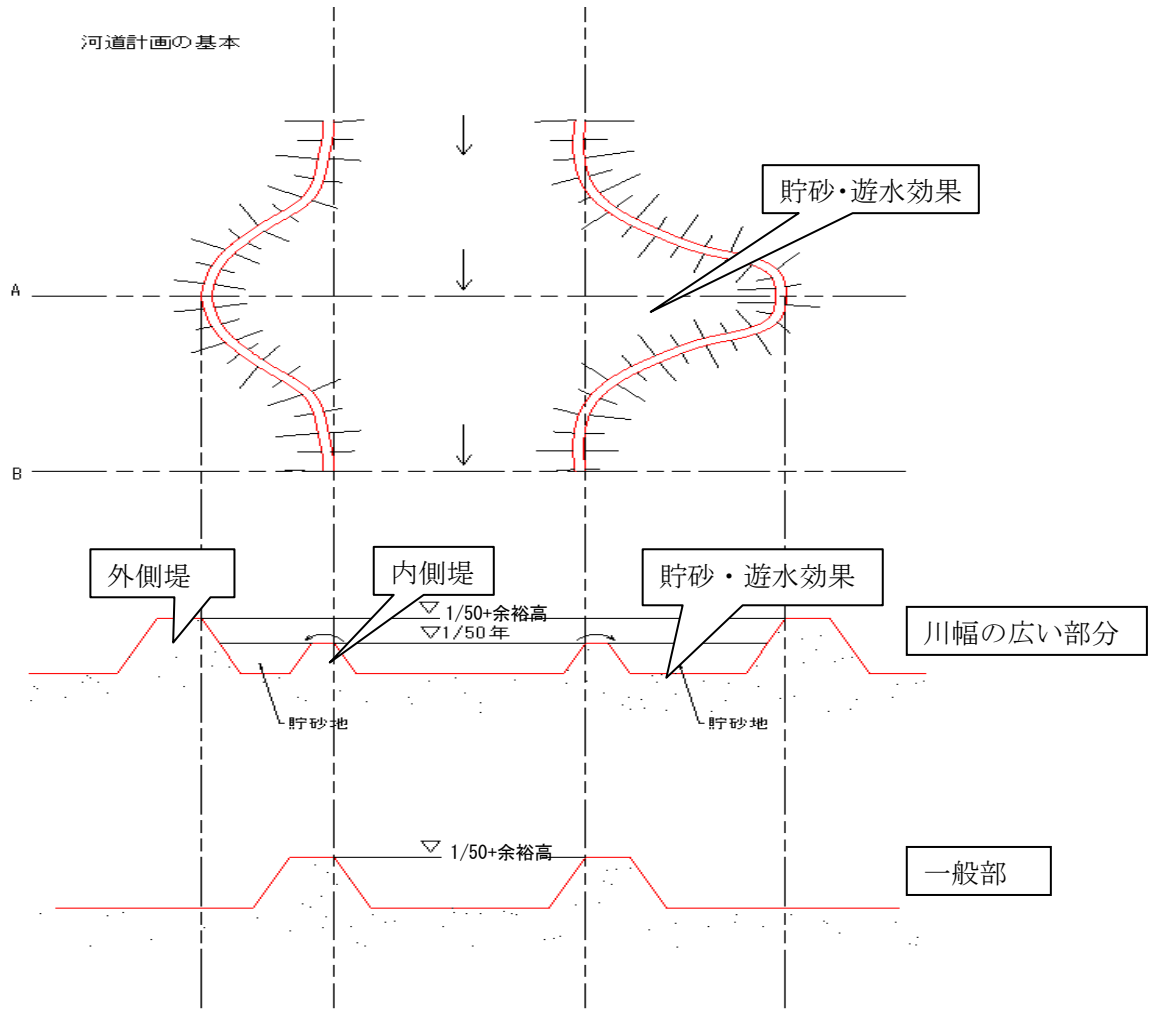 河道計画の基本
貯砂・遊水効果
A
B
外側堤
内側堤
貯砂・遊水効果
▽ 1/50+余裕高
▽1/50年
川幅の広い部分
貯砂地
貯砂地
▽ 1/50+余裕高
一般部